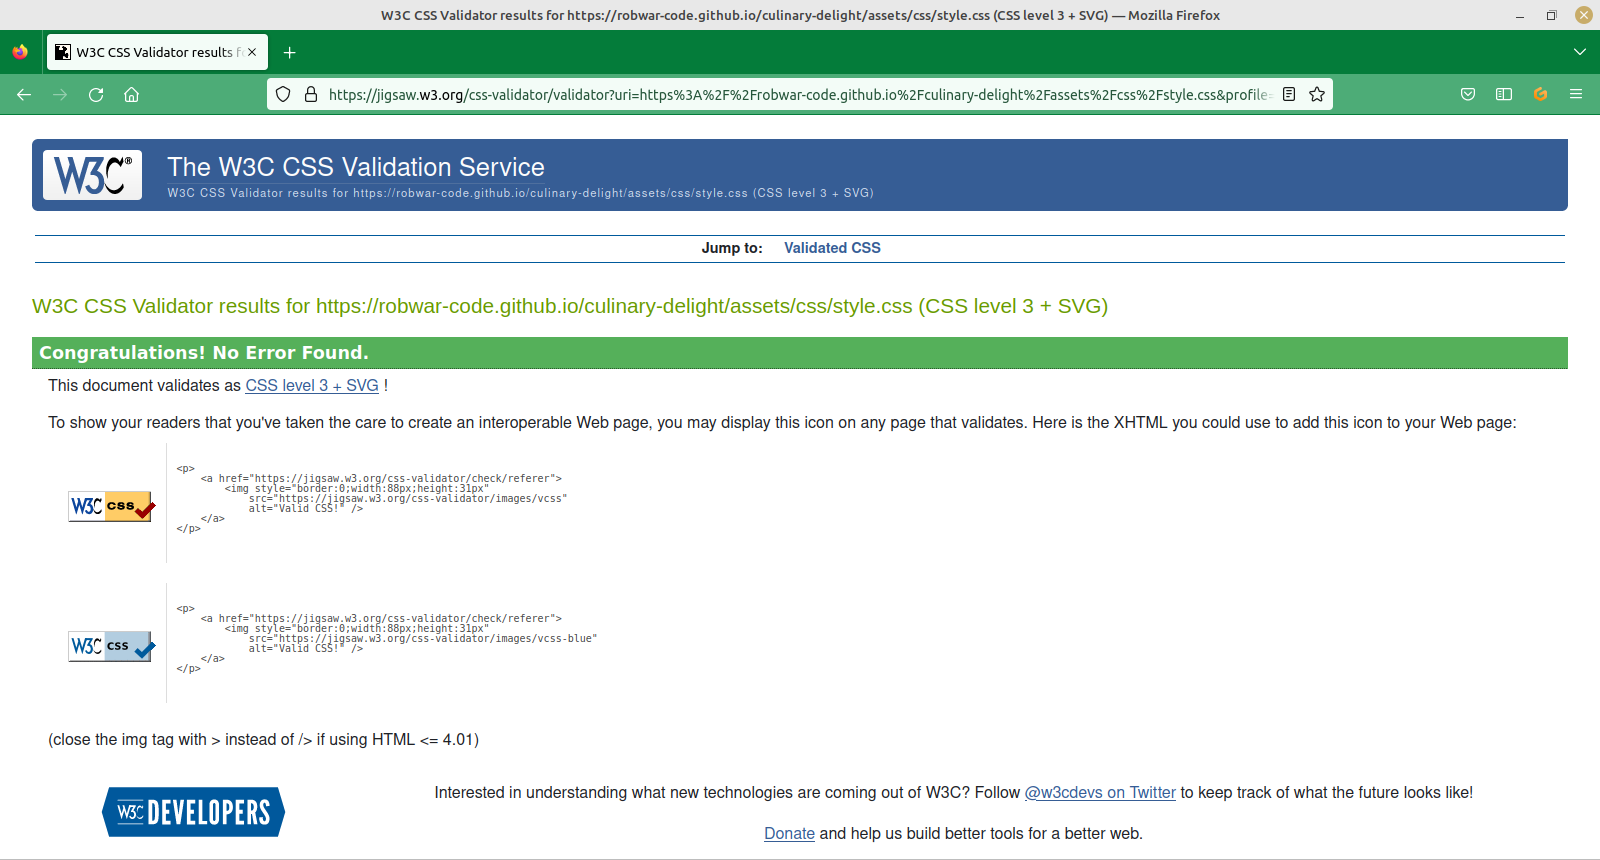 W3C CSS Validator results for https://robwar-code.github.io/culinary-delight/assets/css/style.css (CSS level 3 + SVG) — Mozilla Firefox
W3C CSS Validator results f
https://jigsaw.w3.org/css-validator/validator?uri=https%3A%2F%2Frobwar-code.github.io%2Fculinary-delight%2Fassets%2Fcss%2Fstyle.css&profile=
W3C®
The W3C CSS Validation Service
W3C CSS Validator results for https://robwar-code.github.io/culinary-delight/assets/css/style.css (CSS level 3 + SVG)
Jump to: Validated CSS
W3C CSS Validator results for https://robwar-code.github.io/culinary-delight/assets/css/style.css (CSS level 3 + SVG)
Congratulations! No Error Found.
This document validates as CSS level 3 + SVG !
To show your readers that you've taken the care to create an interoperable Web page, you may display this icon on any page that validates. Here is the XHTML you could use to add this icon to your Web page:
W3C css
<p>
<a href="https://jigsaw.w3.org/css-validator/check/referer">
<img style="border:0;width:88px;height:31px"
src="https://jigsaw.w3.org/css-validator/images/vcss"
alt="Valid CSS!" />
</a>
</p>
W3C css
<p>
<a href="https://jigsaw.w3.org/css-validator/check/referer">
<img style="border:0;width:88px;height:31px"
src="https://jigsaw.w3.org/css-validator/images/vcss-blue"
alt="Valid CSS!" />
</a>
</p>
(close the img tag with > instead of /> if using HTML <= 4.01)
W3C DEVELOPERS
Interested in understanding what new technologies are coming out of W3C? Follow @w3cdevs on Twitter to keep track of what the future looks like!
Donate and help us build better tools for a better web.